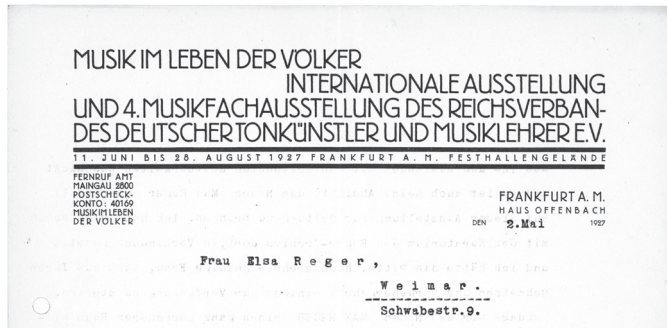 MUSIK IM LEBEN DER VÖLKER
INTERNATIONALE AUSSTELLUNG
UND 4. MUSIKFACHAUSSTELLUNG DES REICHSVERBAN-
DES DEUTSCHER TONKÜNSTLER UND MUSIKLEHRER E.V.
11. JUNI BIS 28. AUGUST 1927 FRANKFURT A. M. FESTHALLENGELÄNDE
FERNRUF AMT
MAINGAU 2800
POSTSCHECK-
KONTO: 40169
MUSIK IM LEBEN
DER VÖLKER
FRANKFURT A. M.
HAUS OFFENBACH
DEN 2.Mai 1927
Frau Elsa Reger,
Weimar.
Schwabestr.9.